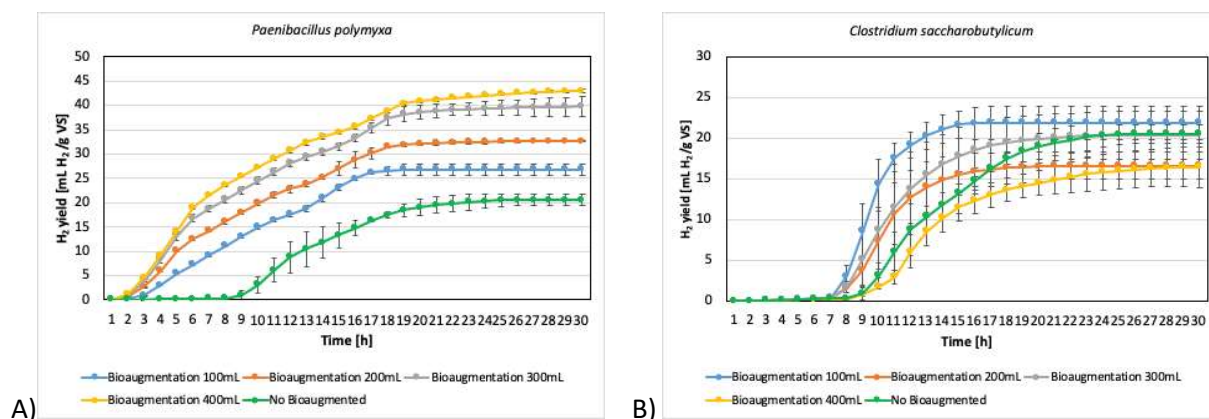 Paenibacillus polymyxa
H₂ yield [mL H₂ /g VS]
50
45
40
35
30
25
20
15
10
5
0
1 2 3 4 5 6 7 8 9 10 11 12 13 14 15 16 17 18 19 20 21 22 23 24 25 26 27 28 29 30
Time [h]
Bioaugmentation 100mL Bioaugmentation 200mL Bioaugmentation 300mL
Bioaugmentation 400mL No Bioaugmented
A)
Clostridium saccharobutylicum
H₂ yield [mL H₂ /g VS]
30
25
20
15
10
5
0
1 2 3 4 5 6 7 8 9 10 11 12 13 14 15 16 17 18 19 20 21 22 23 24 25 26 27 28 29 30
Time [h]
Bioaugmentation 100mL Bioaugmentation 200mL Bioaugmentation 300mL
Bioaugmentation 400mL No Bioaugmented
B)